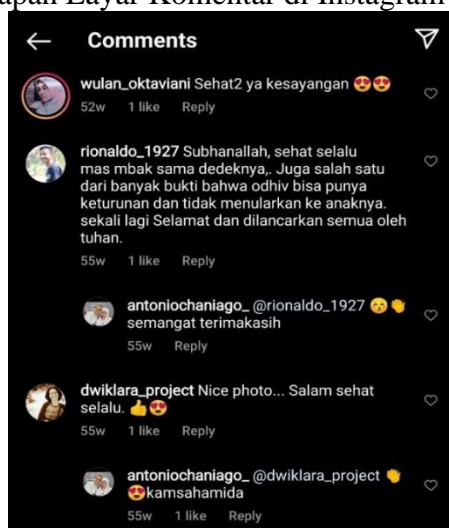 apan Layar Komentar di Instagram
Comments
wulan_oktaviani Sehat2 ya kesayangan 😍😍
52w 1 like Reply
rionaldo_1927 Subhanallah, sehat selalu
mas mbak sama dedeknya,. Juga salah satu
dari banyak bukti bahwa odhiv bisa punya
keturunan dan tidak menularkan ke anaknya.
sekali lagi Selamat dan dilancarkan semua oleh
tuhan.
55w 1 like Reply
antoniochaniago_ @rionaldo_1927 😚👏
semangat terimakasih
55w Reply
dwiklara_project Nice photo... Salam sehat
selalu. 👍😍
55w 1 like Reply
antoniochaniago_ @dwiklara_project 👏
😍kamsahamida
55w 1 like Reply